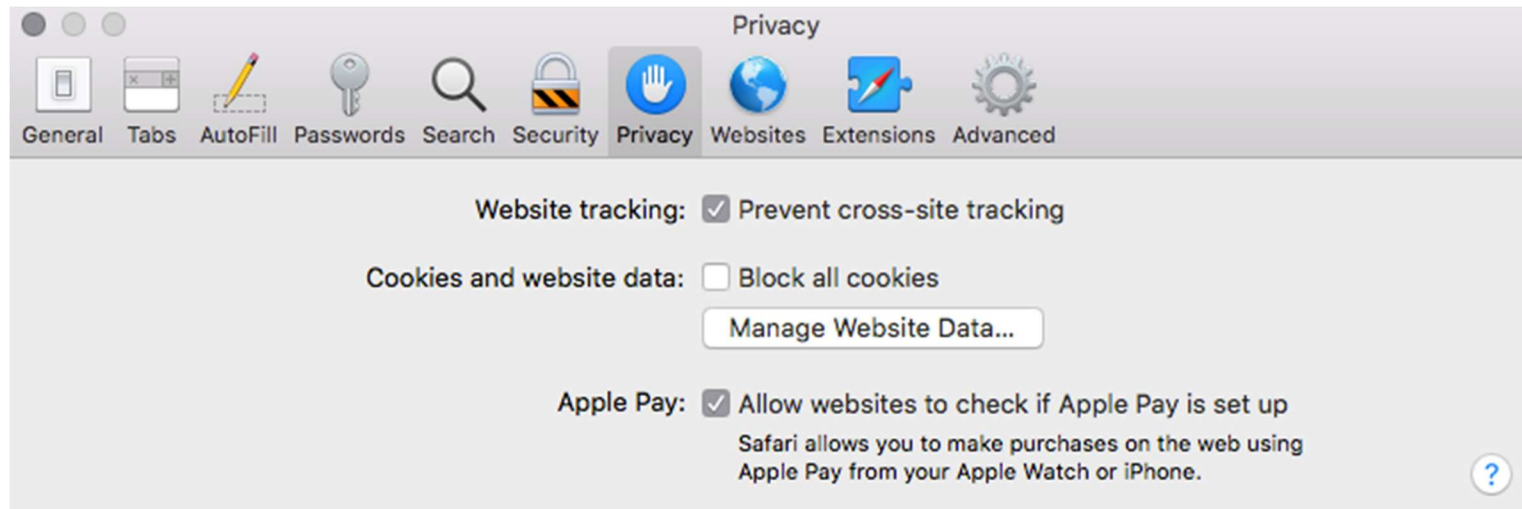 Privacy
General Tabs AutoFill Passwords Search Security Privacy Websites Extensions Advanced
Website tracking: Prevent cross-site tracking
Cookies and website data: Block all cookies
Manage Website Data...
Apple Pay: Allow websites to check if Apple Pay is set up
Safari allows you to make purchases on the web using
Apple Pay from your Apple Watch or iPhone.
?